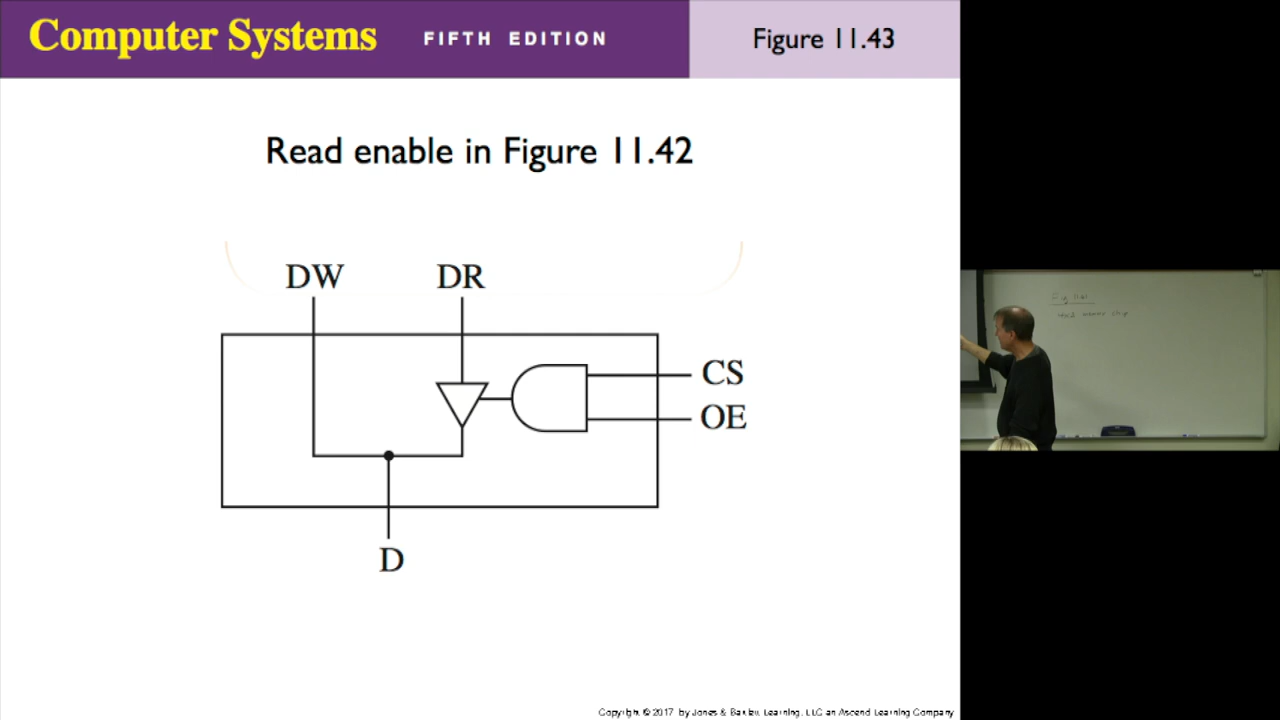 Computer Systems FIFTH EDITION Figure 11.43
Read enable in Figure 11.42
DW DR
CS
OE
D
Copyright © 2017 by Jones & Bartlett Learning, LLC an Ascend Learning Company